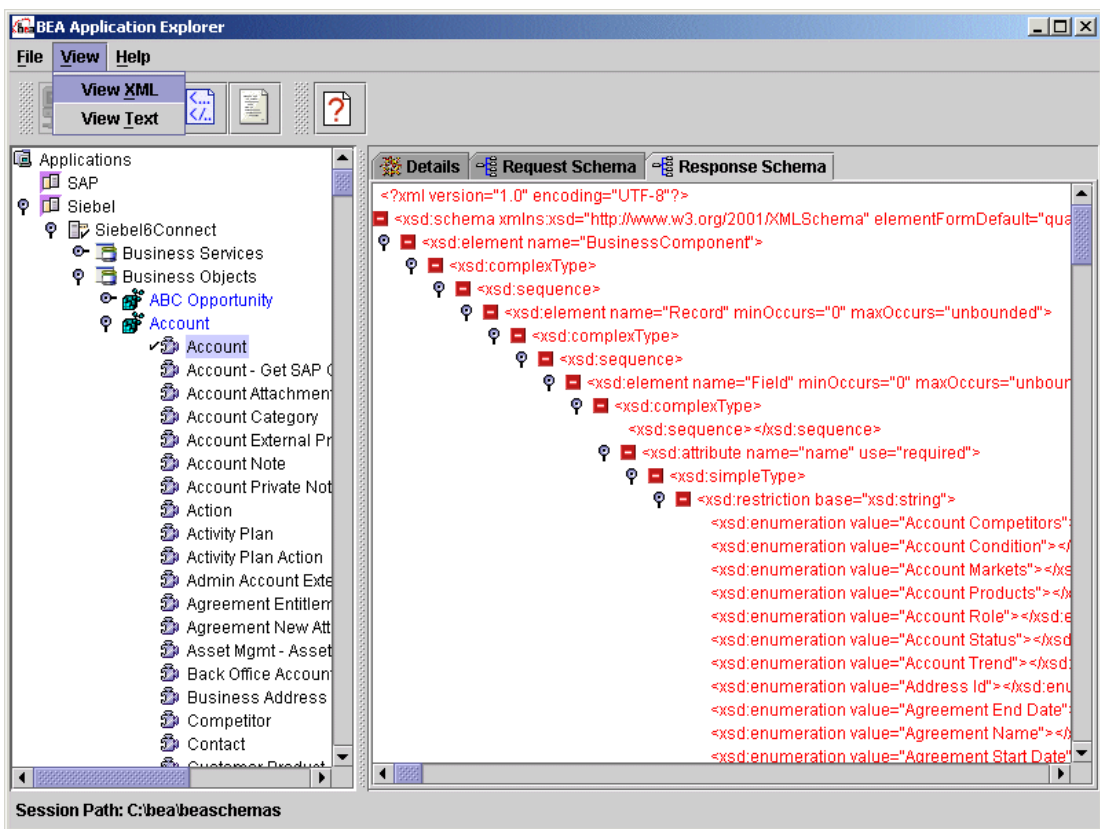 BEA Application Explorer
File View Help
View XML
View Text
Applications
SAP
Siebel
Siebel6Connect
Business Services
Business Objects
ABC Opportunity
Account
Account
Account - Get SAP
Account Attachment
Account Category
Account External Pr
Account Note
Account Private Not
Action
Activity Plan
Activity Plan Action
Admin Account Exte
Agreement Entitlem
Agreement New Att
Asset Mgmt - Asset
Back Office Accoun
Business Address
Competitor
Contact
Customer Product
Details Request Schema Response Schema
<?xml version="1.0" encoding="UTF-8"?>
<xsd:schema xmlns:xsd="http://www.w3.org/2001/XMLSchema" elementFormDefault="qua
<xsd:element name="BusinessComponent">
<xsd:complexType>
<xsd:sequence>
<xsd:element name="Record" minOccurs="0" maxOccurs="unbounded">
<xsd:complexType>
<xsd:sequence>
<xsd:element name="Field" minOccurs="0" maxOccurs="unboun
<xsd:complexType>
<xsd:sequence></xsd:sequence>
<xsd:attribute name="name" use="required">
<xsd:simpleType>
<xsd:restriction base="xsd:string">
<xsd:enumeration value="Account Competitors">
<xsd:enumeration value="Account Condition"></
<xsd:enumeration value="Account Markets"></xs
<xsd:enumeration value="Account Products"></
<xsd:enumeration value="Account Role"></xsd:e
<xsd:enumeration value="Account Status"></xsd
<xsd:enumeration value="Account Trend"></xsd:
<xsd:enumeration value="Address Id"></xsd:enu
<xsd:enumeration value="Agreement End Date">
<xsd:enumeration value="Agreement Name"></
<xsd:enumeration value="Agreement Start Date"
Session Path: C:\bea\beaschemas